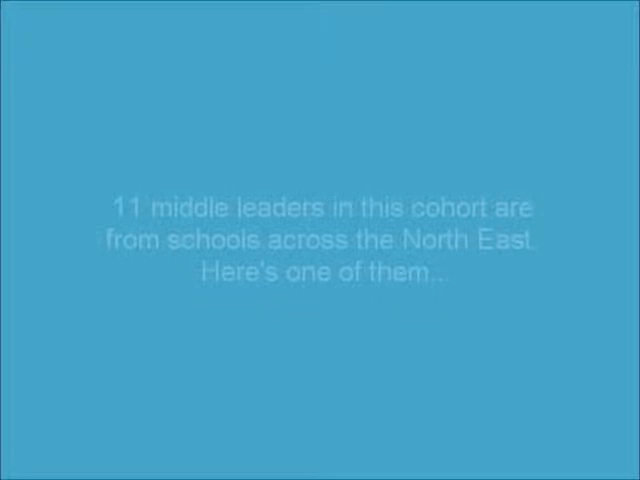 11 middle leaders in this cohort are
from schools across the North East.
Here's one of them...